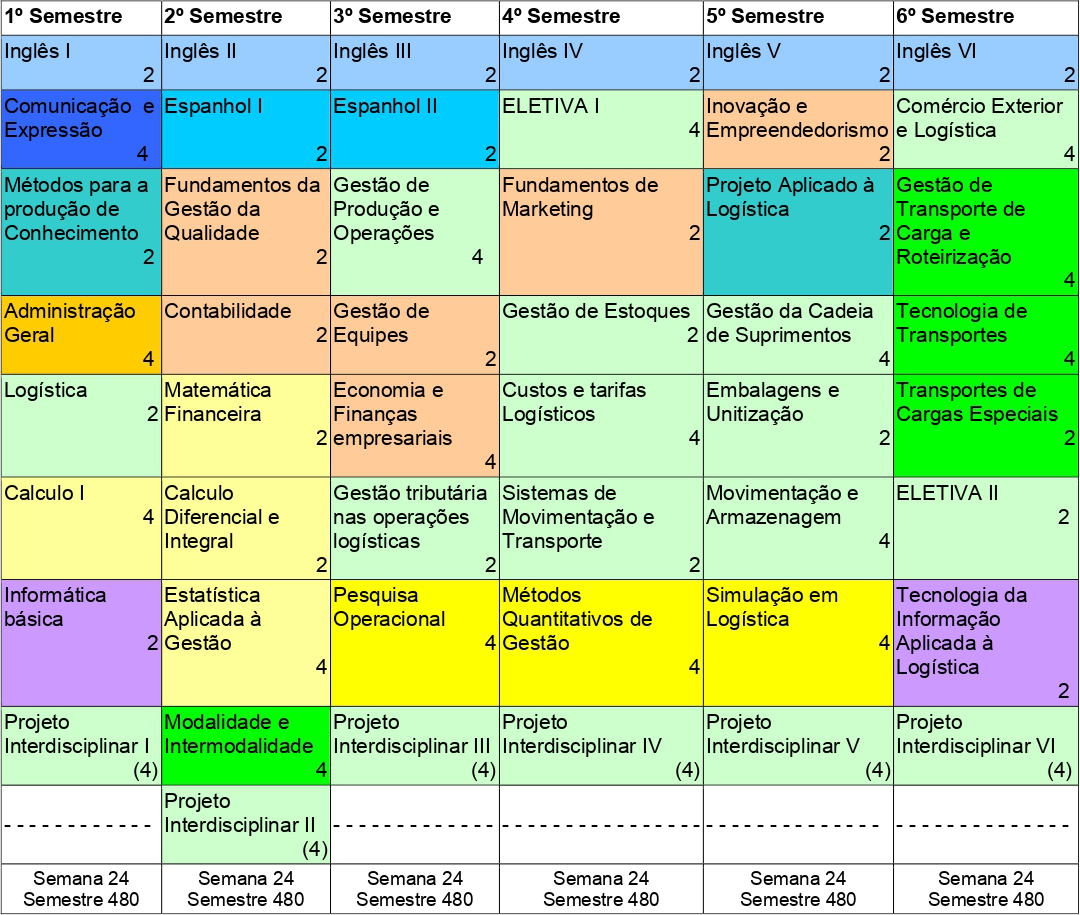 1º Semestre
2º Semestre
3º Semestre
4º Semestre
5º Semestre
6º Semestre
Inglês I
2
Inglês II
2
Inglês III
2
Inglês IV
2
Inglês V
2
Inglês VI
2
Comunicação e
Expressão
4
Espanhol I
2
Espanhol II
2
ELETIVA I
4
Inovação e
Empreendedorismo
2
Comércio Exterior
e Logística
4
Métodos para a
produção de
Conhecimento
2
Fundamentos da
Gestão da
Qualidade
2
Gestão de
Produção e
Operações
4
Fundamentos de
Marketing
2
Projeto Aplicado à
Logística
2
Gestão de
Transporte de
Carga e
Roteirização
4
Administração
Geral
4
Contabilidade
2
Gestão de
Equipes
2
Gestão de Estoques
2
Gestão da Cadeia
de Suprimentos
4
Tecnologia de
Transportes
4
Logística
2
Matemática
Financeira
2
Economia e
Finanças
empresariais
4
Custos e tarifas
Logísticos
4
Embalagens e
Unitização
2
Transportes de
Cargas Especiais
2
Calculo I
4
Calculo
Diferencial e
Integral
2
Gestão tributária
nas operações
logísticas
2
Sistemas de
Movimentação e
Transporte
2
Movimentação e
Armazenagem
4
ELETIVA II
2
Informática
básica
2
Estatística
Aplicada à
Gestão
4
Pesquisa
Operacional
4
Métodos
Quantitativos de
Gestão
4
Simulação em
Logística
4
Tecnologia da
Informação
Aplicada à
Logística
2
Projeto
Interdisciplinar I
(4)
Modalidade e
Intermodalidade
4
Projeto
Interdisciplinar III
(4)
Projeto
Interdisciplinar IV
(4)
Projeto
Interdisciplinar V
(4)
Projeto
Interdisciplinar VI
(4)
- - - - - - - - - - - -
Projeto
Interdisciplinar II
(4)
- - - - - - - - - - - - -
- - - - - - - - - - - - - - - -
- - - - - - - - - - - - - -
- - - - - - - - - - - - - -
Semana 24
Semestre 480
Semana 24
Semestre 480
Semana 24
Semestre 480
Semana 24
Semestre 480
Semana 24
Semestre 480
Semana 24
Semestre 480